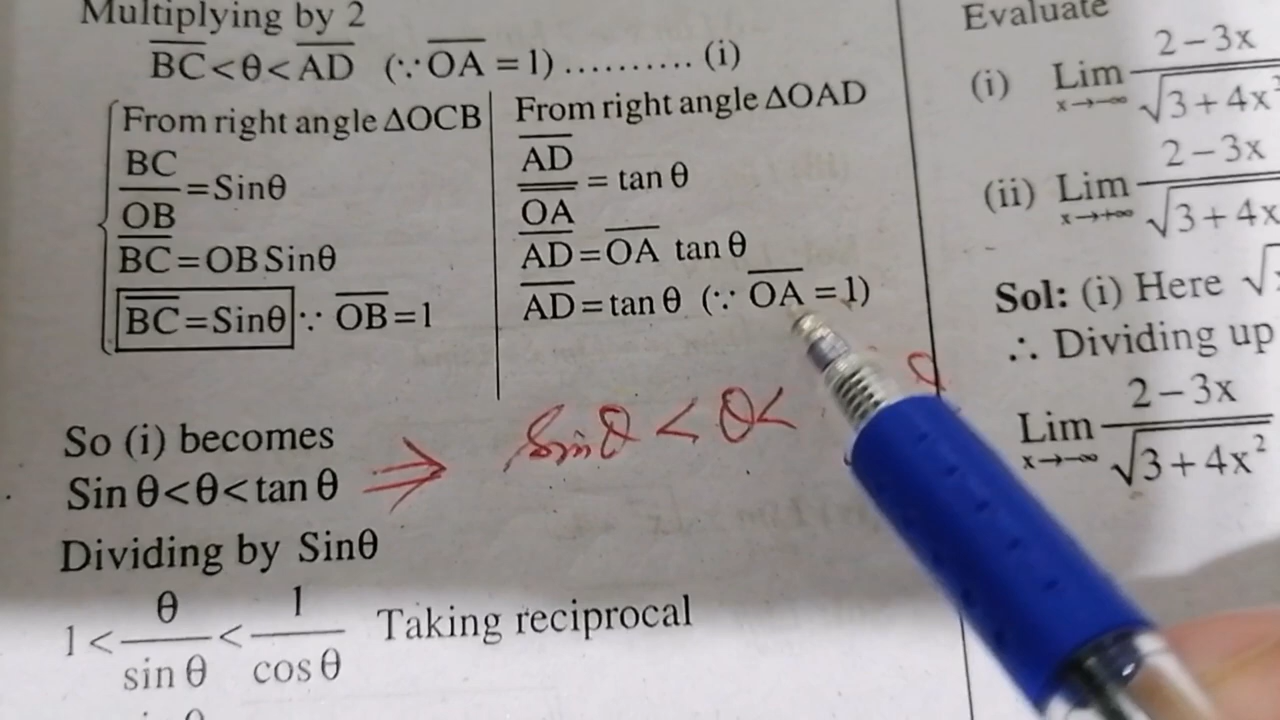 Multiplying by 2
BC < θ < AD (∵ OA = 1) .......... (i)
From right angle ΔOCB
BC/OB = Sinθ
BC = OB Sinθ
BC = Sinθ ∵ OB = 1
From right angle ΔOAD
AD/OA = tan θ
AD = OA tan θ
AD = tan θ (∵ OA = 1)
So (i) becomes
Sin θ < θ < tan θ
⇒ Sinθ < θ <
Dividing by Sinθ
1 < θ/sin θ < 1/cos θ Taking reciprocal
Evaluate
(i) Lim x→−∞ 2 − 3x/√3 + 4x²
(ii) Lim x→+∞ 2 − 3x/√3 + 4x
Sol: (i) Here √
∴ Dividing up
Lim x→−∞ 2 − 3x/√3 + 4x²